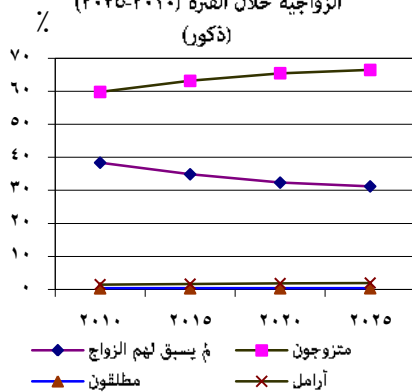 الزواجية خلال الفترة (٢٠١٠-٢٠٢٥)
(ذكور)
٪
٧٠
٦٠
٥٠
٤٠
٣٠
٢٠
١٠
٠
٢٠١٠ ٢٠١٥ ٢٠٢٠ ٢٠٢٥
لم يسبق لهم الزواج متزوجون
مطلقون آرامل